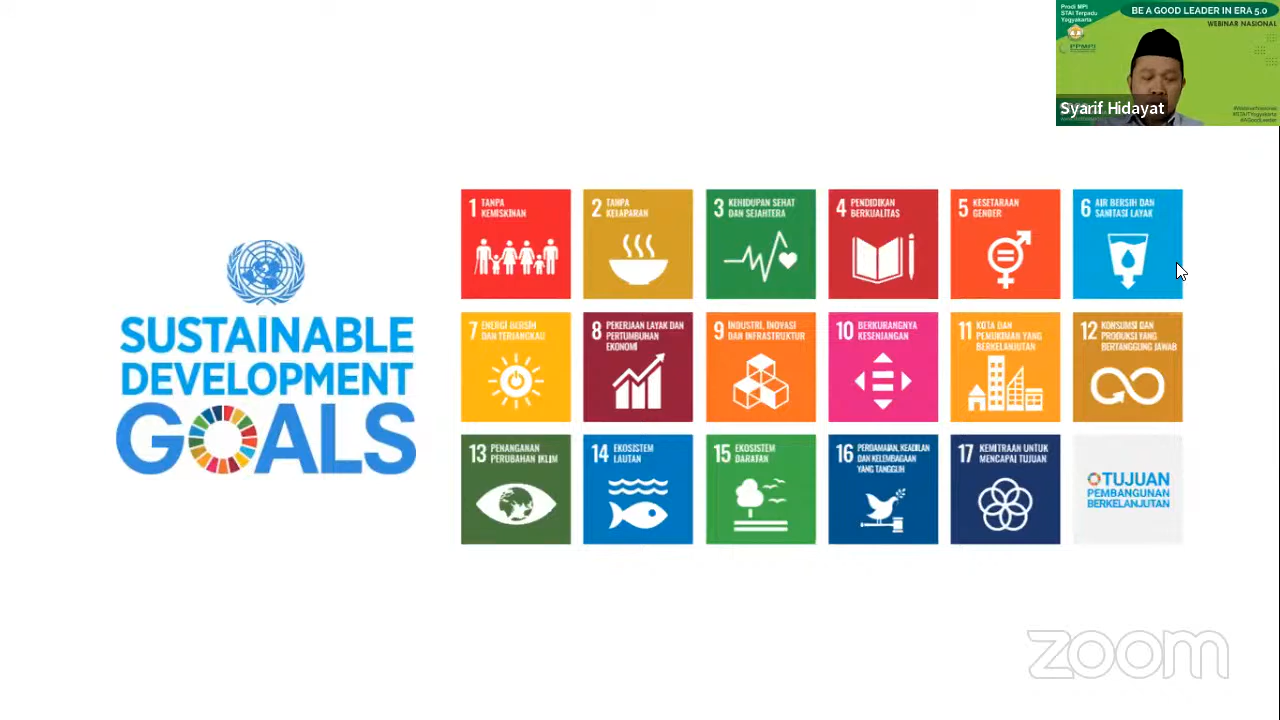 Prodi MPI
STAI Terpadu
Yogyakarta
BE A GOOD LEADER IN ERA 5.0
WEBINAR NASIONAL
PPMPI
Syarif Hidayat
SUSTAINABLE
DEVELOPMENT
GOALS
1 TANPA
KEMISKINAN
2 TANPA
KELAPARAN
3 KEHIDUPAN SEHAT
DAN SEJAHTERA
4 PENDIDIKAN
BERKUALITAS
5 KESETARAAN
GENDER
6 AIR BERSIH DAN
SANITASI LAYAK
7 ENERGI BERSIH
DAN TERJANGKAU
8 PEKERJAAN LAYAK DAN
PERTUMBUHAN
EKONOMI
9 INDUSTRI, INOVASI
DAN INFRASTRUKTUR
10 BERKURANGNYA
KESENJANGAN
11 KOTA DAN
PEMUKIMAN YANG
BERKELANJUTAN
12 KONSUMSI DAN
PRODUKSI YANG
BERTANGGUNG JAWAB
13 PENANGANAN
PERUBAHAN IKLIM
14 EKOSISTEM
LAUTAN
15 EKOSISTEM
DARATAN
16 PERDAMAIAN, KEADILAN
DAN KELEMBAGAAN
YANG TANGGUH
17 KEMITRAAN UNTUK
MENCAPAI TUJUAN
TUJUAN
PEMBANGUNAN
BERKELANJUTAN
zoom